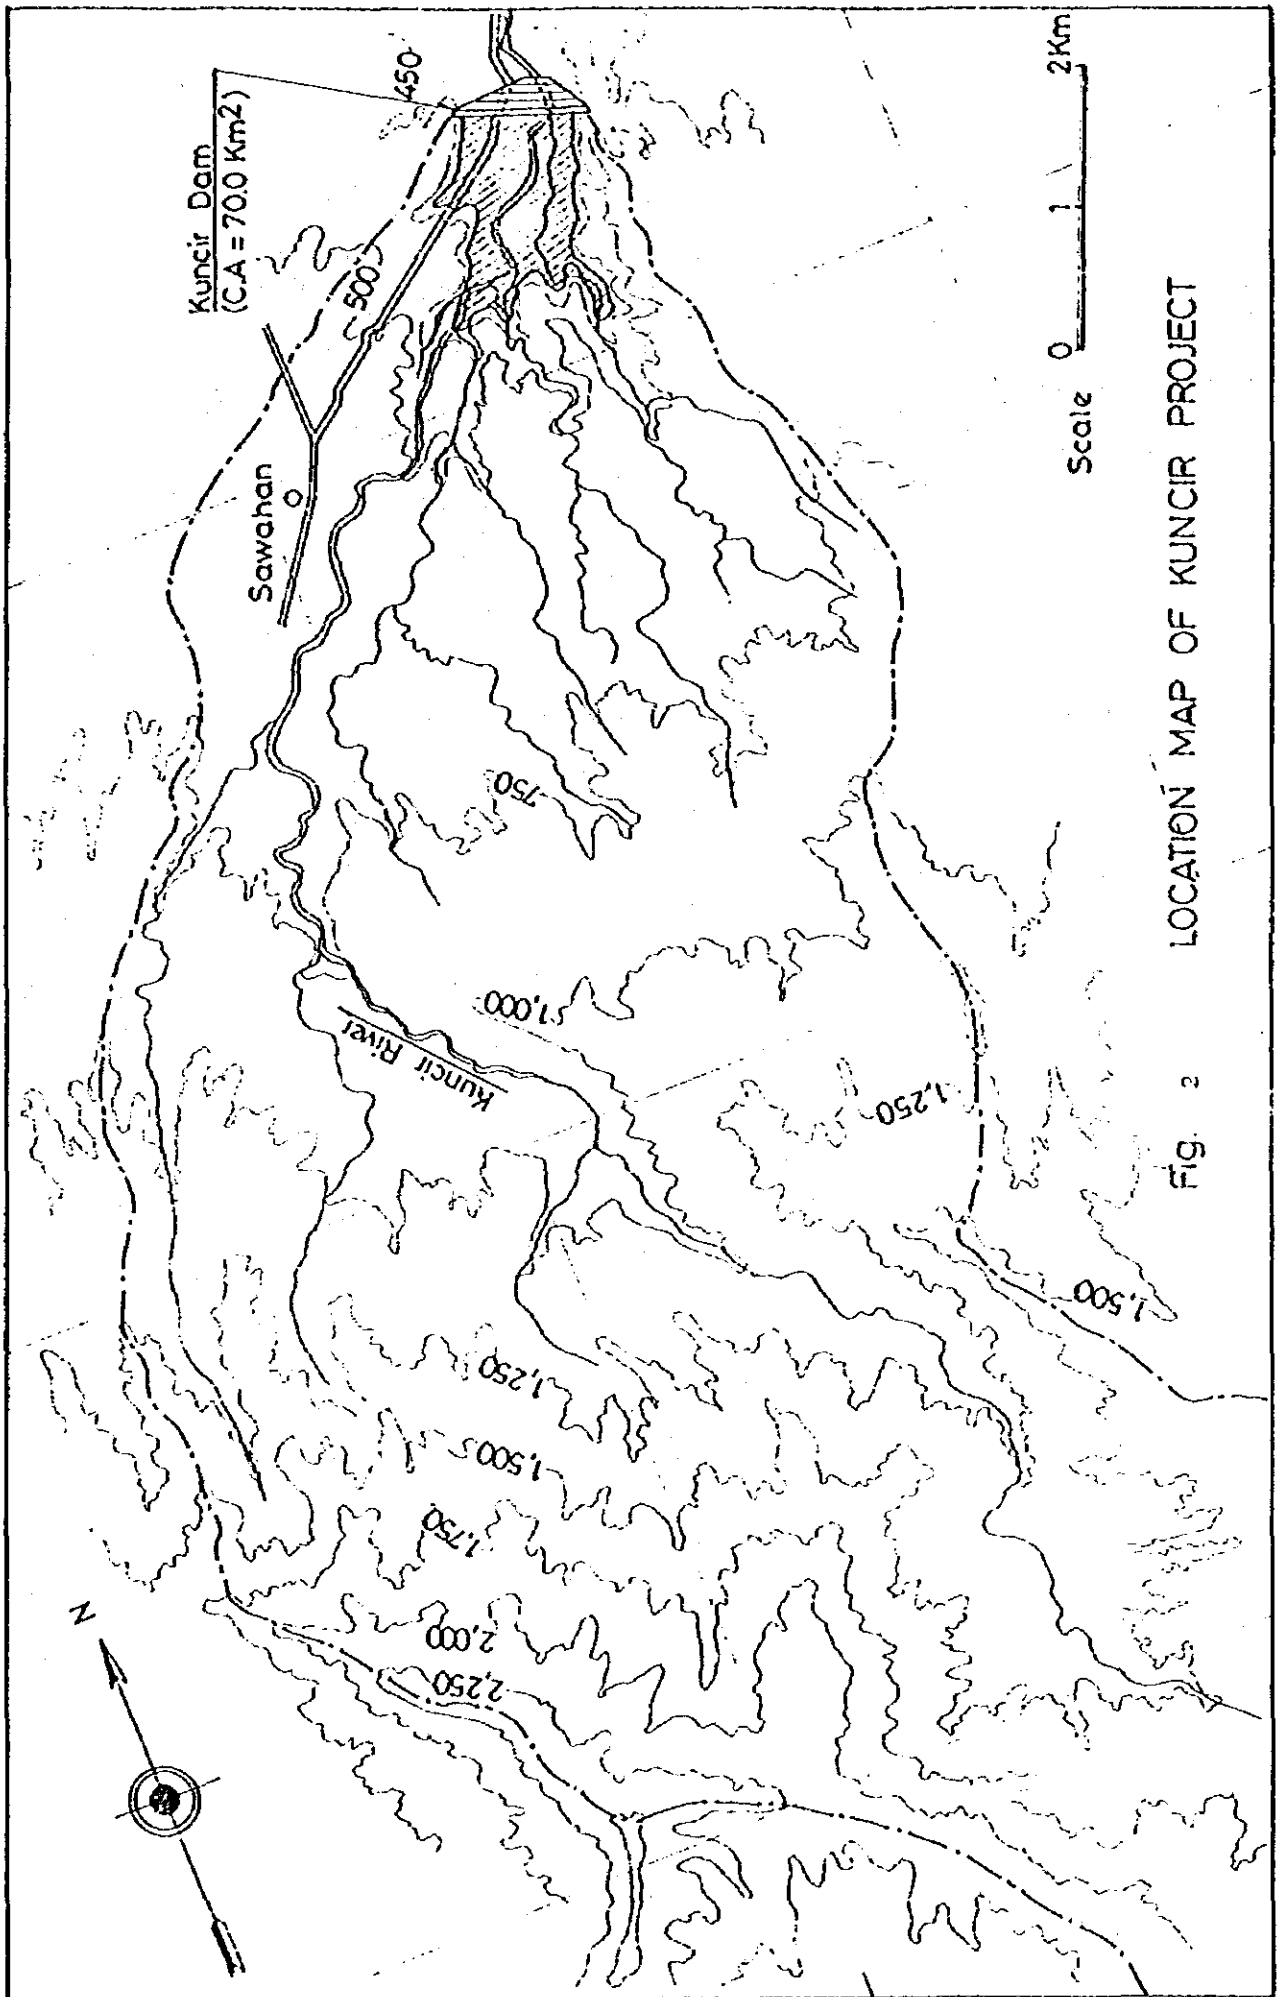 Kuncir Dam
(C.A = 70.0 Km2)
450
500
Sawahan
750
1,000
Kuncir River
1,250
1,250
1,500
1,500
1,750
2,000
2,250
N
Scale
0
1
2Km
Fig. 2
LOCATION MAP OF KUNCIR PROJECT